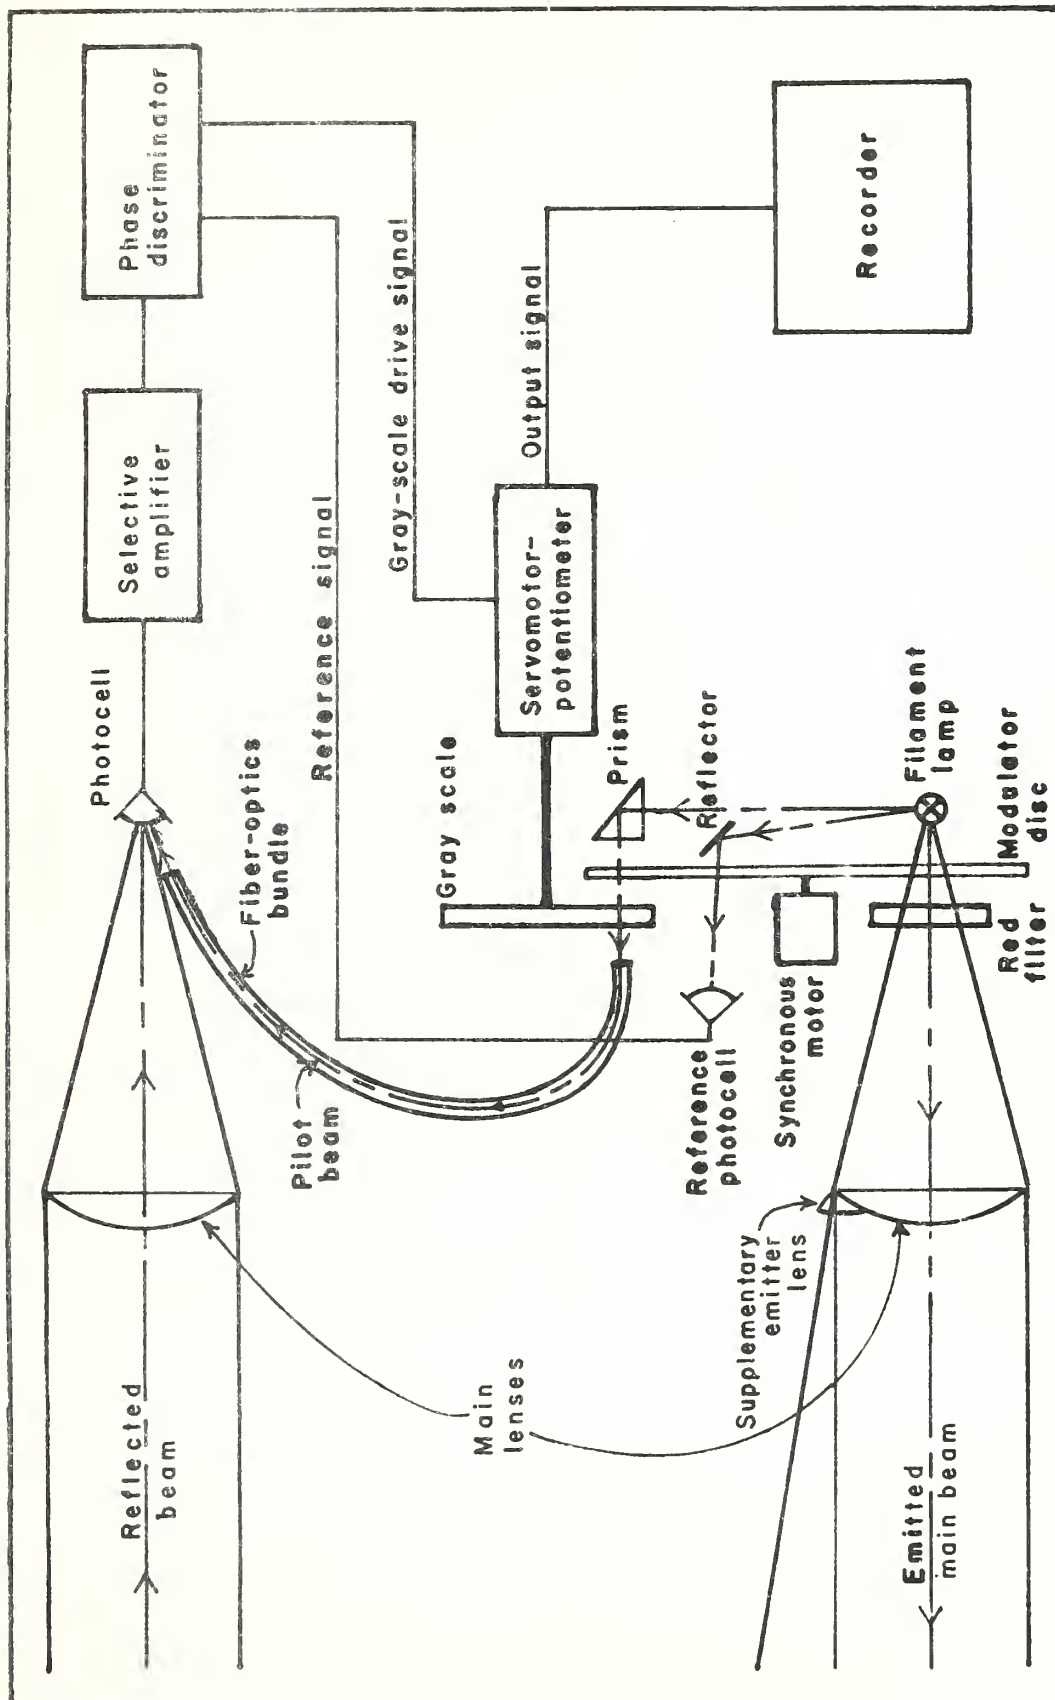 Phase
discriminator
Selective
amplifier
Photocell
Reflected
beam
Fiber-optics
bundle
Pilot
beam
Reference signal
Gray-scale drive signal
Main
lenses
Gray scale
Servomotor-
potentiometer
Output signal
Recorder
Prism
Reflector
Reference
photocell
Synchronous
motor
Supplementary
emitter
lens
Filament
lamp
Modulator
disc
Red
filter
Emitted
main beam